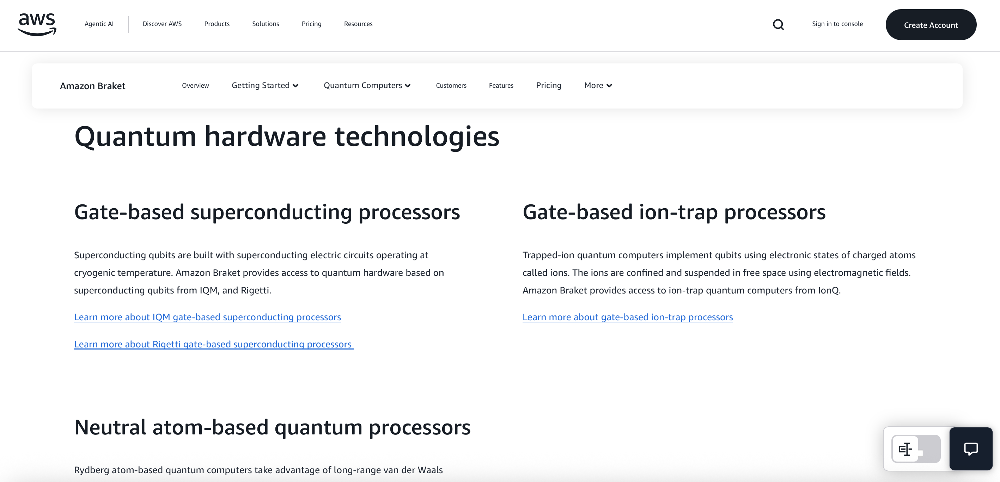 aws
Agentic AI
Discover AWS
Products
Solutions
Pricing
Resources
Sign in to console
Create Account
Amazon Braket
Overview
Getting Started
Quantum Computers
Customers
Features
Pricing
More
Quantum hardware technologies
Gate-based superconducting processors
Superconducting qubits are built with superconducting electric circuits operating at
cryogenic temperature. Amazon Braket provides access to quantum hardware based on
superconducting qubits from IQM, and Rigetti.
Learn more about IQM gate-based superconducting processors
Learn more about Rigetti gate-based superconducting processors
Gate-based ion-trap processors
Trapped-ion quantum computers implement qubits using electronic states of charged atoms
called ions. The ions are confined and suspended in free space using electromagnetic fields.
Amazon Braket provides access to ion-trap quantum computers from IonQ.
Learn more about gate-based ion-trap processors
Neutral atom-based quantum processors
Rydberg atom-based quantum computers take advantage of long-range van der Waals